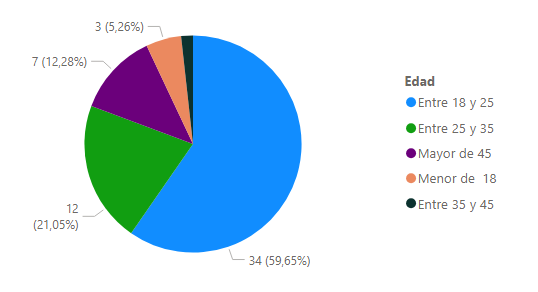 3 (5,26%)
7 (12,28%)
12
(21,05%)
34 (59,65%)
Edad
Entre 18 y 25
Entre 25 y 35
Mayor de 45
Menor de  18
Entre 35 y 45